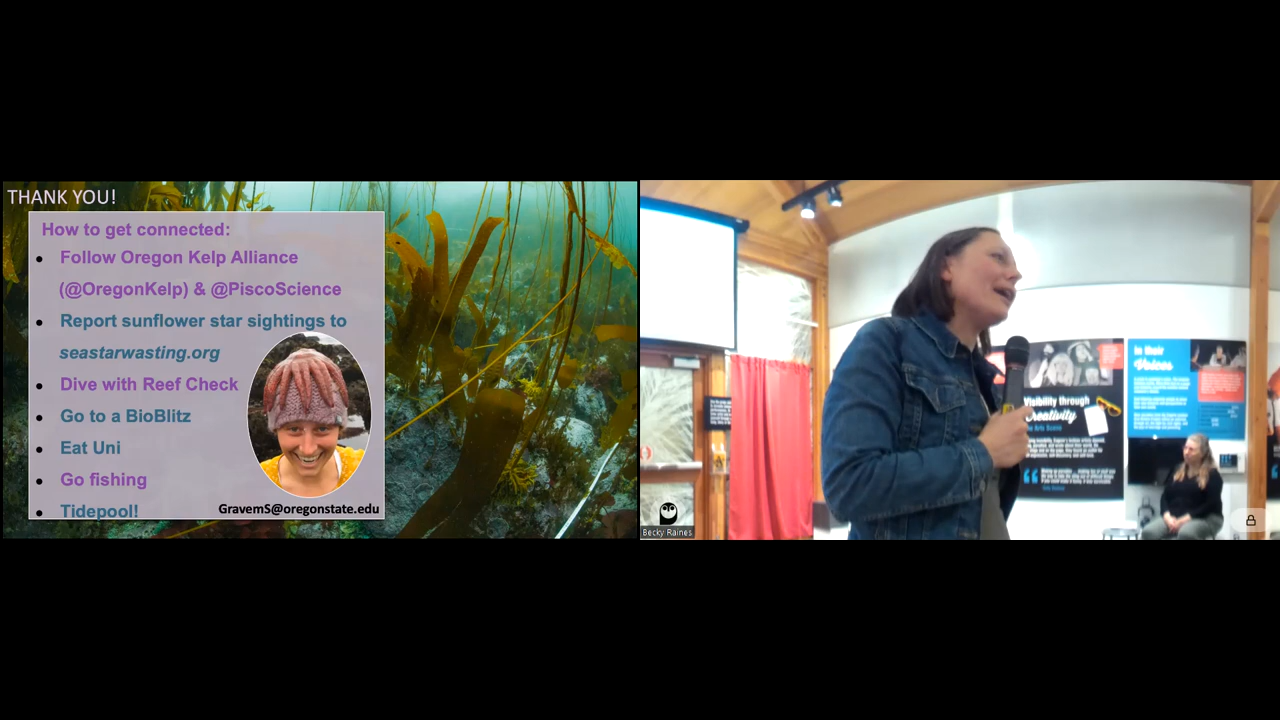 THANK YOU!
How to get connected:
Follow Oregon Kelp Alliance
(@OregonKelp) & @PiscoScience
Report sunflower star sightings to
seastarwasting.org
Dive with Reef Check
Go to a BioBlitz
Eat Uni
Go fishing
Tidepool!
GravemS@oregonstate.edu
Becky Raines
Visibility through
Creativity
In their
Voices